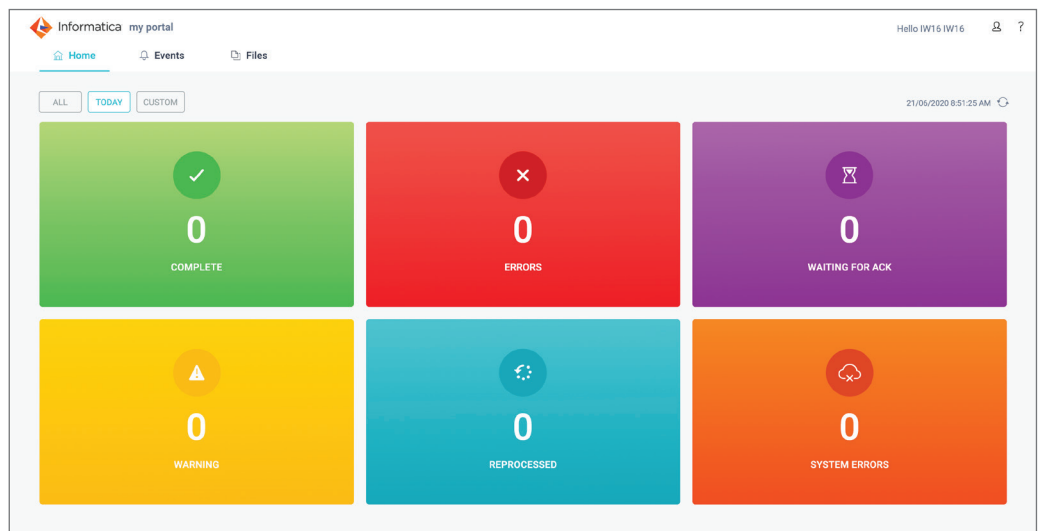 Informatica my portal
Hello IW16 IW16
?
Home
Events
Files
ALL
TODAY
CUSTOM
21/06/2020 8:51:25 AM
0
COMPLETE
0
ERRORS
0
WAITING FOR ACK
0
WARNING
0
REPROCESSED
0
SYSTEM ERRORS